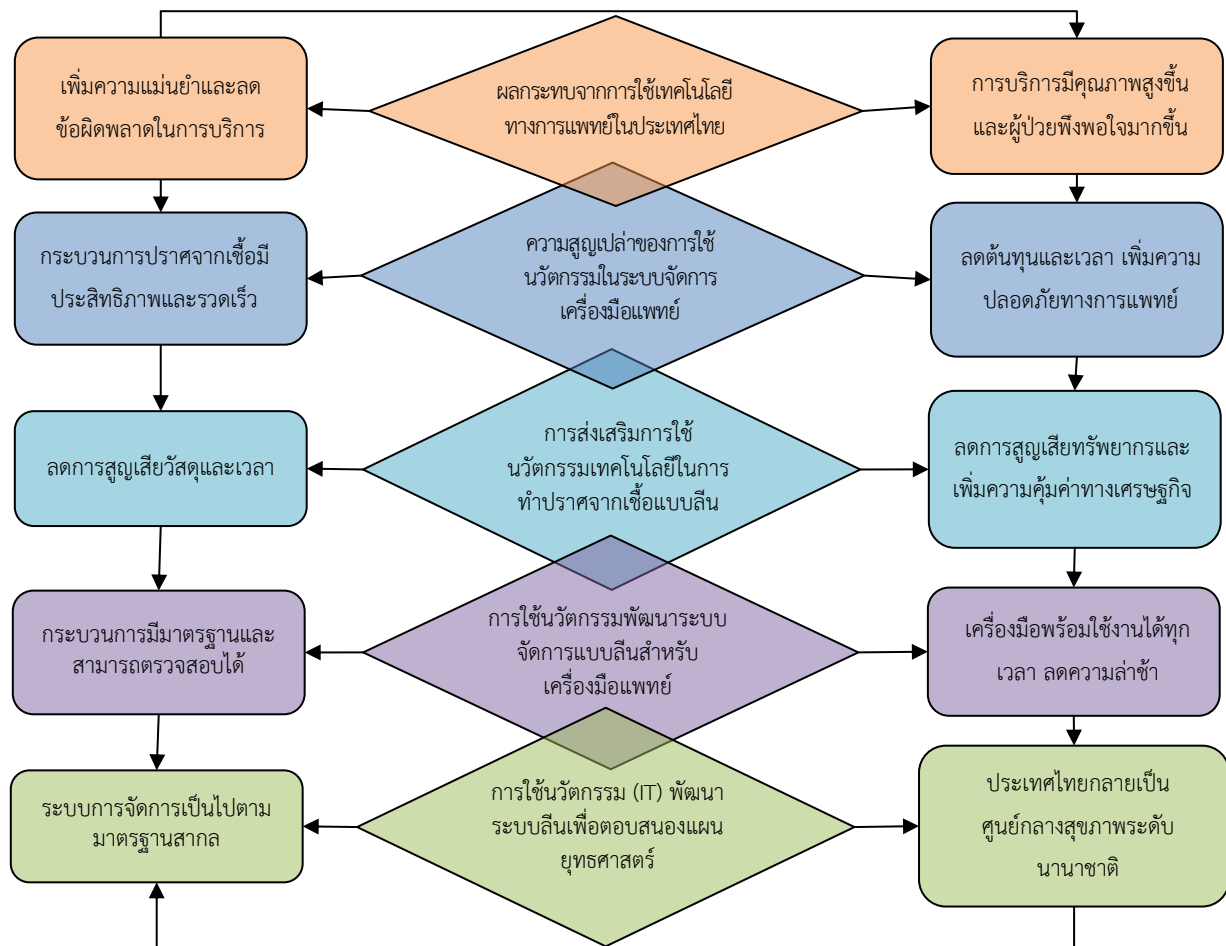 เพิ่มความแม่นยำและลด
ข้อผิดพลาดในการบริการ
ผลกระทบจากการใช้เทคโนโลยี
ทางการแพทย์ในประเทศไทย
การบริการมีคุณภาพสูงขึ้น
และผู้ป่วยพึงพอใจมากขึ้น
กระบวนการปราศจากเชื้อมี
ประสิทธิภาพและรวดเร็ว
ความสูญเปล่าของการใช้
นวัตกรรมในระบบจัดการ
เครื่องมือแพทย์
ลดต้นทุนและเวลา เพิ่มความ
ปลอดภัยทางการแพทย์
ลดการสูญเสียวัสดุและเวลา
การส่งเสริมการใช้
นวัตกรรมเทคโนโลยีในการ
ทำปราศจากเชื้อแบบลีน
ลดการสูญเสียทรัพยากรและ
เพิ่มความคุ้มค่าทางเศรษฐกิจ
กระบวนการมีมาตรฐานและ
สามารถตรวจสอบได้
การใช้นวัตกรรมพัฒนาระบบ
จัดการแบบลีนสำหรับ
เครื่องมือแพทย์
เครื่องมือพร้อมใช้งานได้ทุก
เวลา ลดความล่าช้า
ระบบการจัดการเป็นไปตาม
มาตรฐานสากล
การใช้นวัตกรรม (IT) พัฒนา
ระบบลีนเพื่อตอบสนองแผน
ยุทธศาสตร์
ประเทศไทยกลายเป็น
ศูนย์กลางสุขภาพระดับ
นานาชาติ